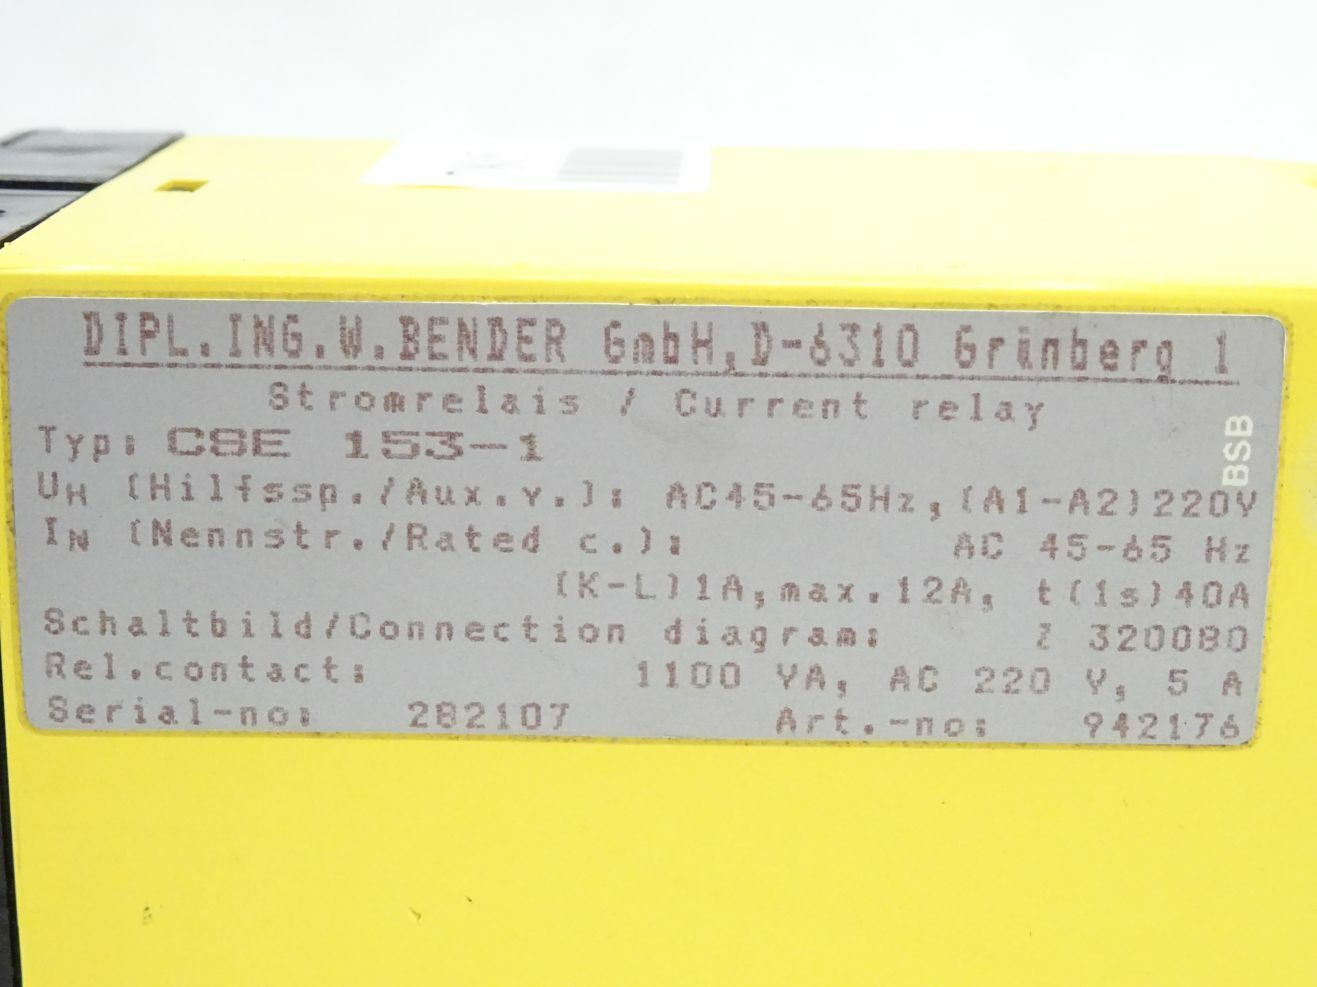 DIPL.ING.W.BENDER GmbH,D-6310 Grünberg 1
Stromrelais / Current relay
Typ: CSE 153-1
BSB
UH (Hilfssp./Aux.v.): AC45-65Hz,(A1-A2)220V
IN (Nennstr./Rated c.): AC 45-65 Hz
(K-L)1A,max.12A, t(1s)40A
Schaltbild/Connection diagram: Z 320080
Rel.contact: 1100 VA, AC 220 V, 5 A
Serial-no: 282107 Art.-no: 942176